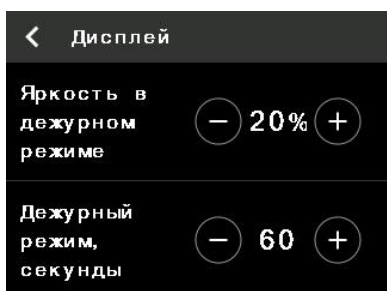 Дисплей
Яркость в
дежурном
режиме
− 20% +
Дежурный
режим,
секунды
− 60 +